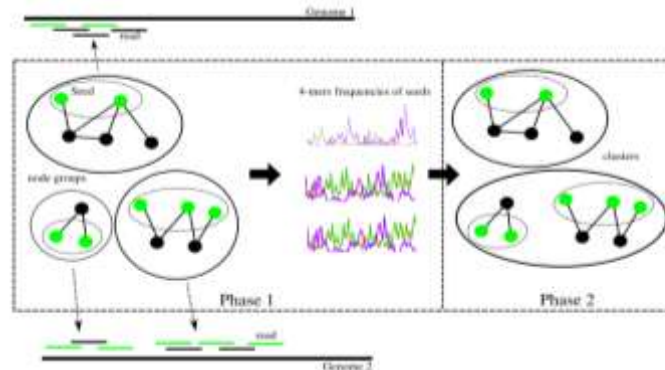 Genome 1
read
Seed
4-mers frequencies of seeds
node groups
clusters
Phase 1
Phase 2
read
Genome 2